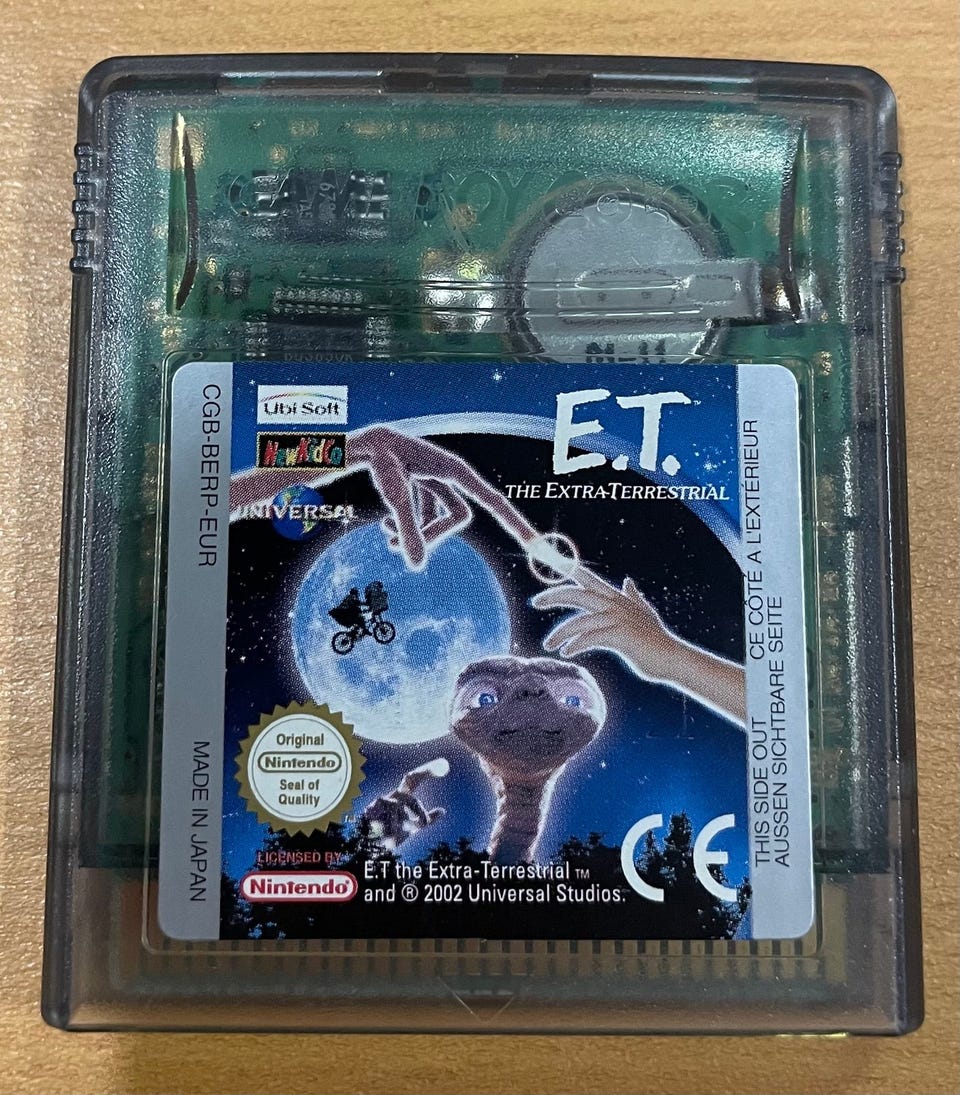 GAME BOY COLOR
CGB-BERP-EUR
MADE IN JAPAN
Ubi Soft
NewKidCo
UNIVERSAL
E.T.
THE EXTRA-TERRESTRIAL
Original
Nintendo
Seal of
Quality
LICENSED BY
Nintendo
E.T the Extra-Terrestrial TM
and ® 2002 Universal Studios.
CE
THIS SIDE OUT CE COTE A L'EXTÉRIEUR
AUSSEN SICHTBARE SEITE